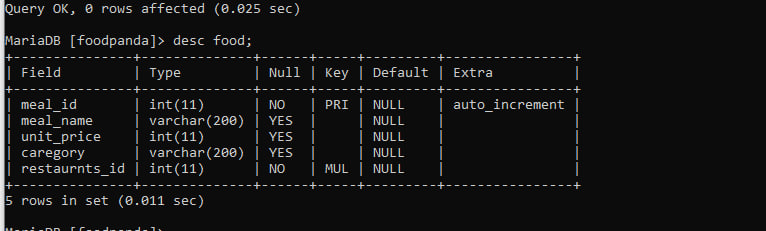 Query OK, 0 rows affected (0.025 sec)
MariaDB [foodpanda]> desc food;
+---------------+--------------+------+-----+---------+----------------+
| Field         | Type         | Null | Key | Default | Extra          |
+---------------+--------------+------+-----+---------+----------------+
| meal_id       | int(11)      | NO   | PRI | NULL    | auto_increment |
| meal_name     | varchar(200) | YES  |     | NULL    |                |
| unit_price    | int(11)      | YES  |     | NULL    |                |
| caregory      | varchar(200) | YES  |     | NULL    |                |
| restaurnts_id | int(11)      | NO   | MUL | NULL    |                |
+---------------+--------------+------+-----+---------+----------------+
5 rows in set (0.011 sec)
MariaDB [foodpanda]>